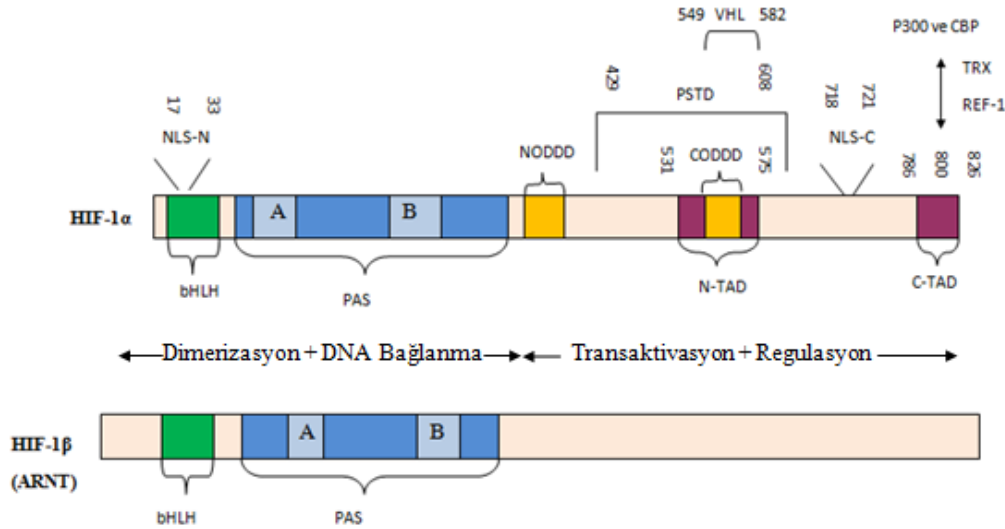 549 VHL 582
P300 ve CBP
TRX
REF-1
17 33
NLS-N
429 PSTD 608
718 721
NLS-C
NODDD
531 CODDD 575
786 800 826
HIF-1α
A B
bHLH
PAS
N-TAD
C-TAD
Dimerizasyon + DNA Bağlanma
Transaktivasyon + Regulasyon
HIF-1β
(ARNT)
A B
bHLH
PAS